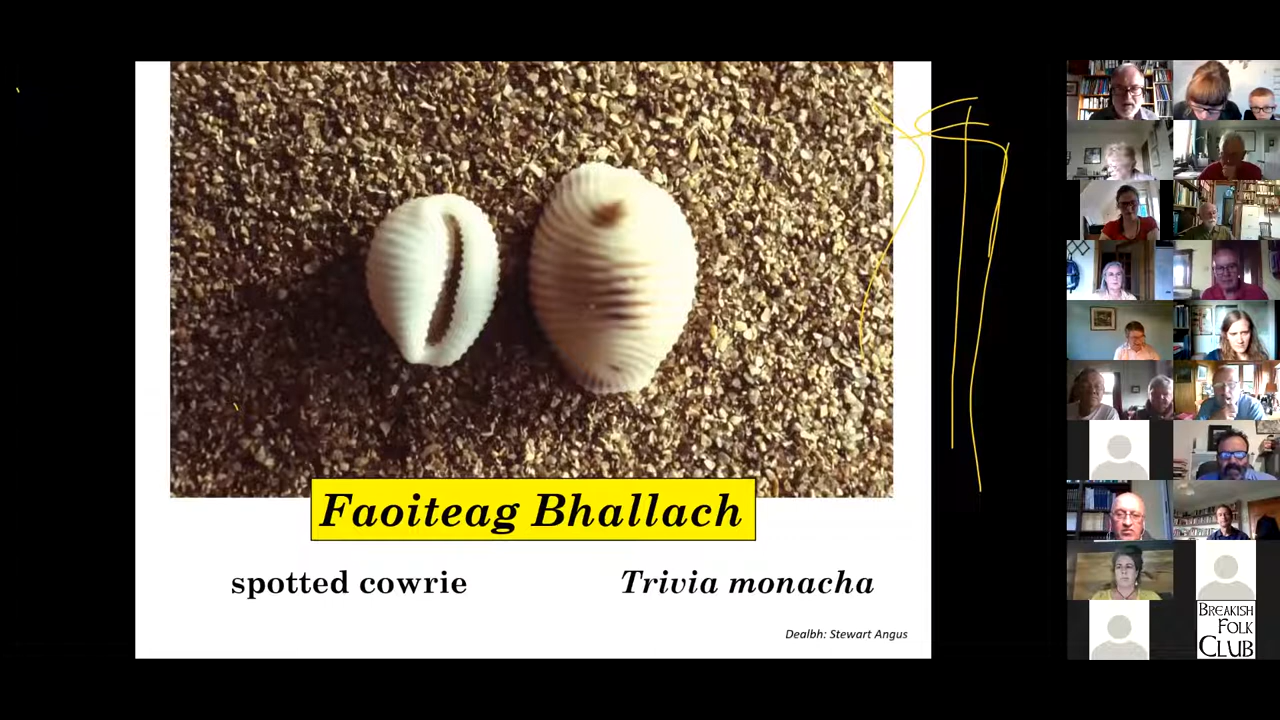 Faoiteag Bhallach
spotted cowrie
Trivia monacha
Dealbh: Stewart Angus
BREAKISH
FOLK
CLUB